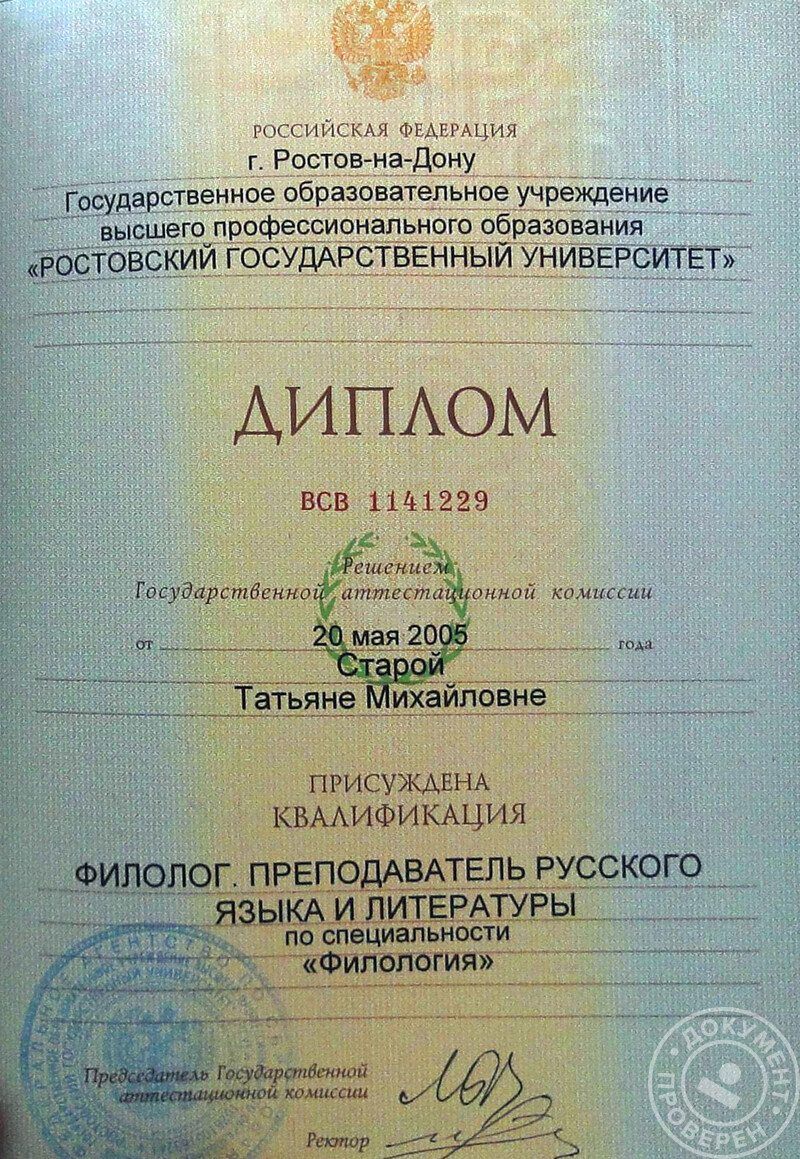 РОССИЙСКАЯ ФЕДЕРАЦИЯ
г. Ростов-на-Дону
Государственное образовательное учреждение
высшего профессионального образования
«РОСТОВСКИЙ ГОСУДАРСТВЕННЫЙ УНИВЕРСИТЕТ»
ДИПЛОМ
ВСВ 1141229
Решением
Государственной аттестационной комиссии
от 20 мая 2005 года
Старой
Татьяне Михайловне
ПРИСУЖДЕНА
КВАЛИФИКАЦИЯ
ФИЛОЛОГ. ПРЕПОДАВАТЕЛЬ РУССКОГО
ЯЗЫКА И ЛИТЕРАТУРЫ
по специальности
«Филология»
Председатель Государственной
аттестационной комиссии
Ректор
ДОКУМЕНТ
ПРОВЕРЕН